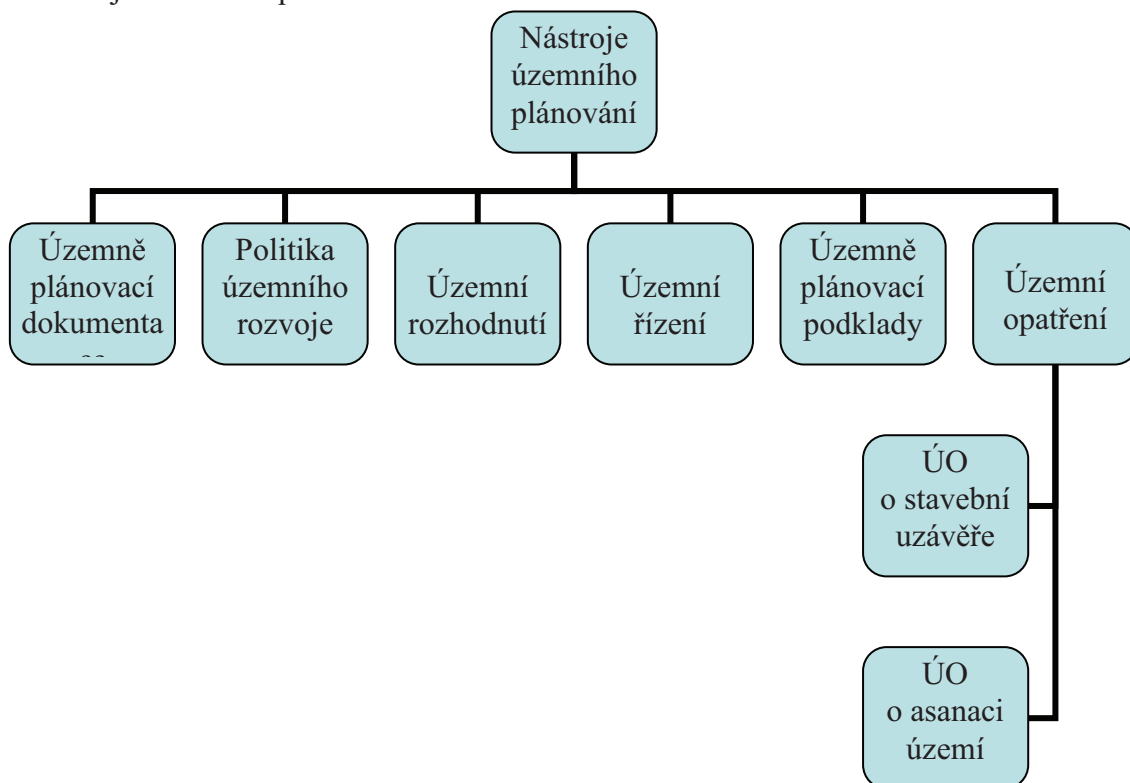 Nástroje
územního
plánování
Územně
plánovací
dokumenta
Politika
územního
rozvoje
Územní
rozhodnutí
Územní
řízení
Územně
plánovací
podklady
Územní
opatření
ÚO
o stavební
uzávěře
ÚO
o asanaci
území